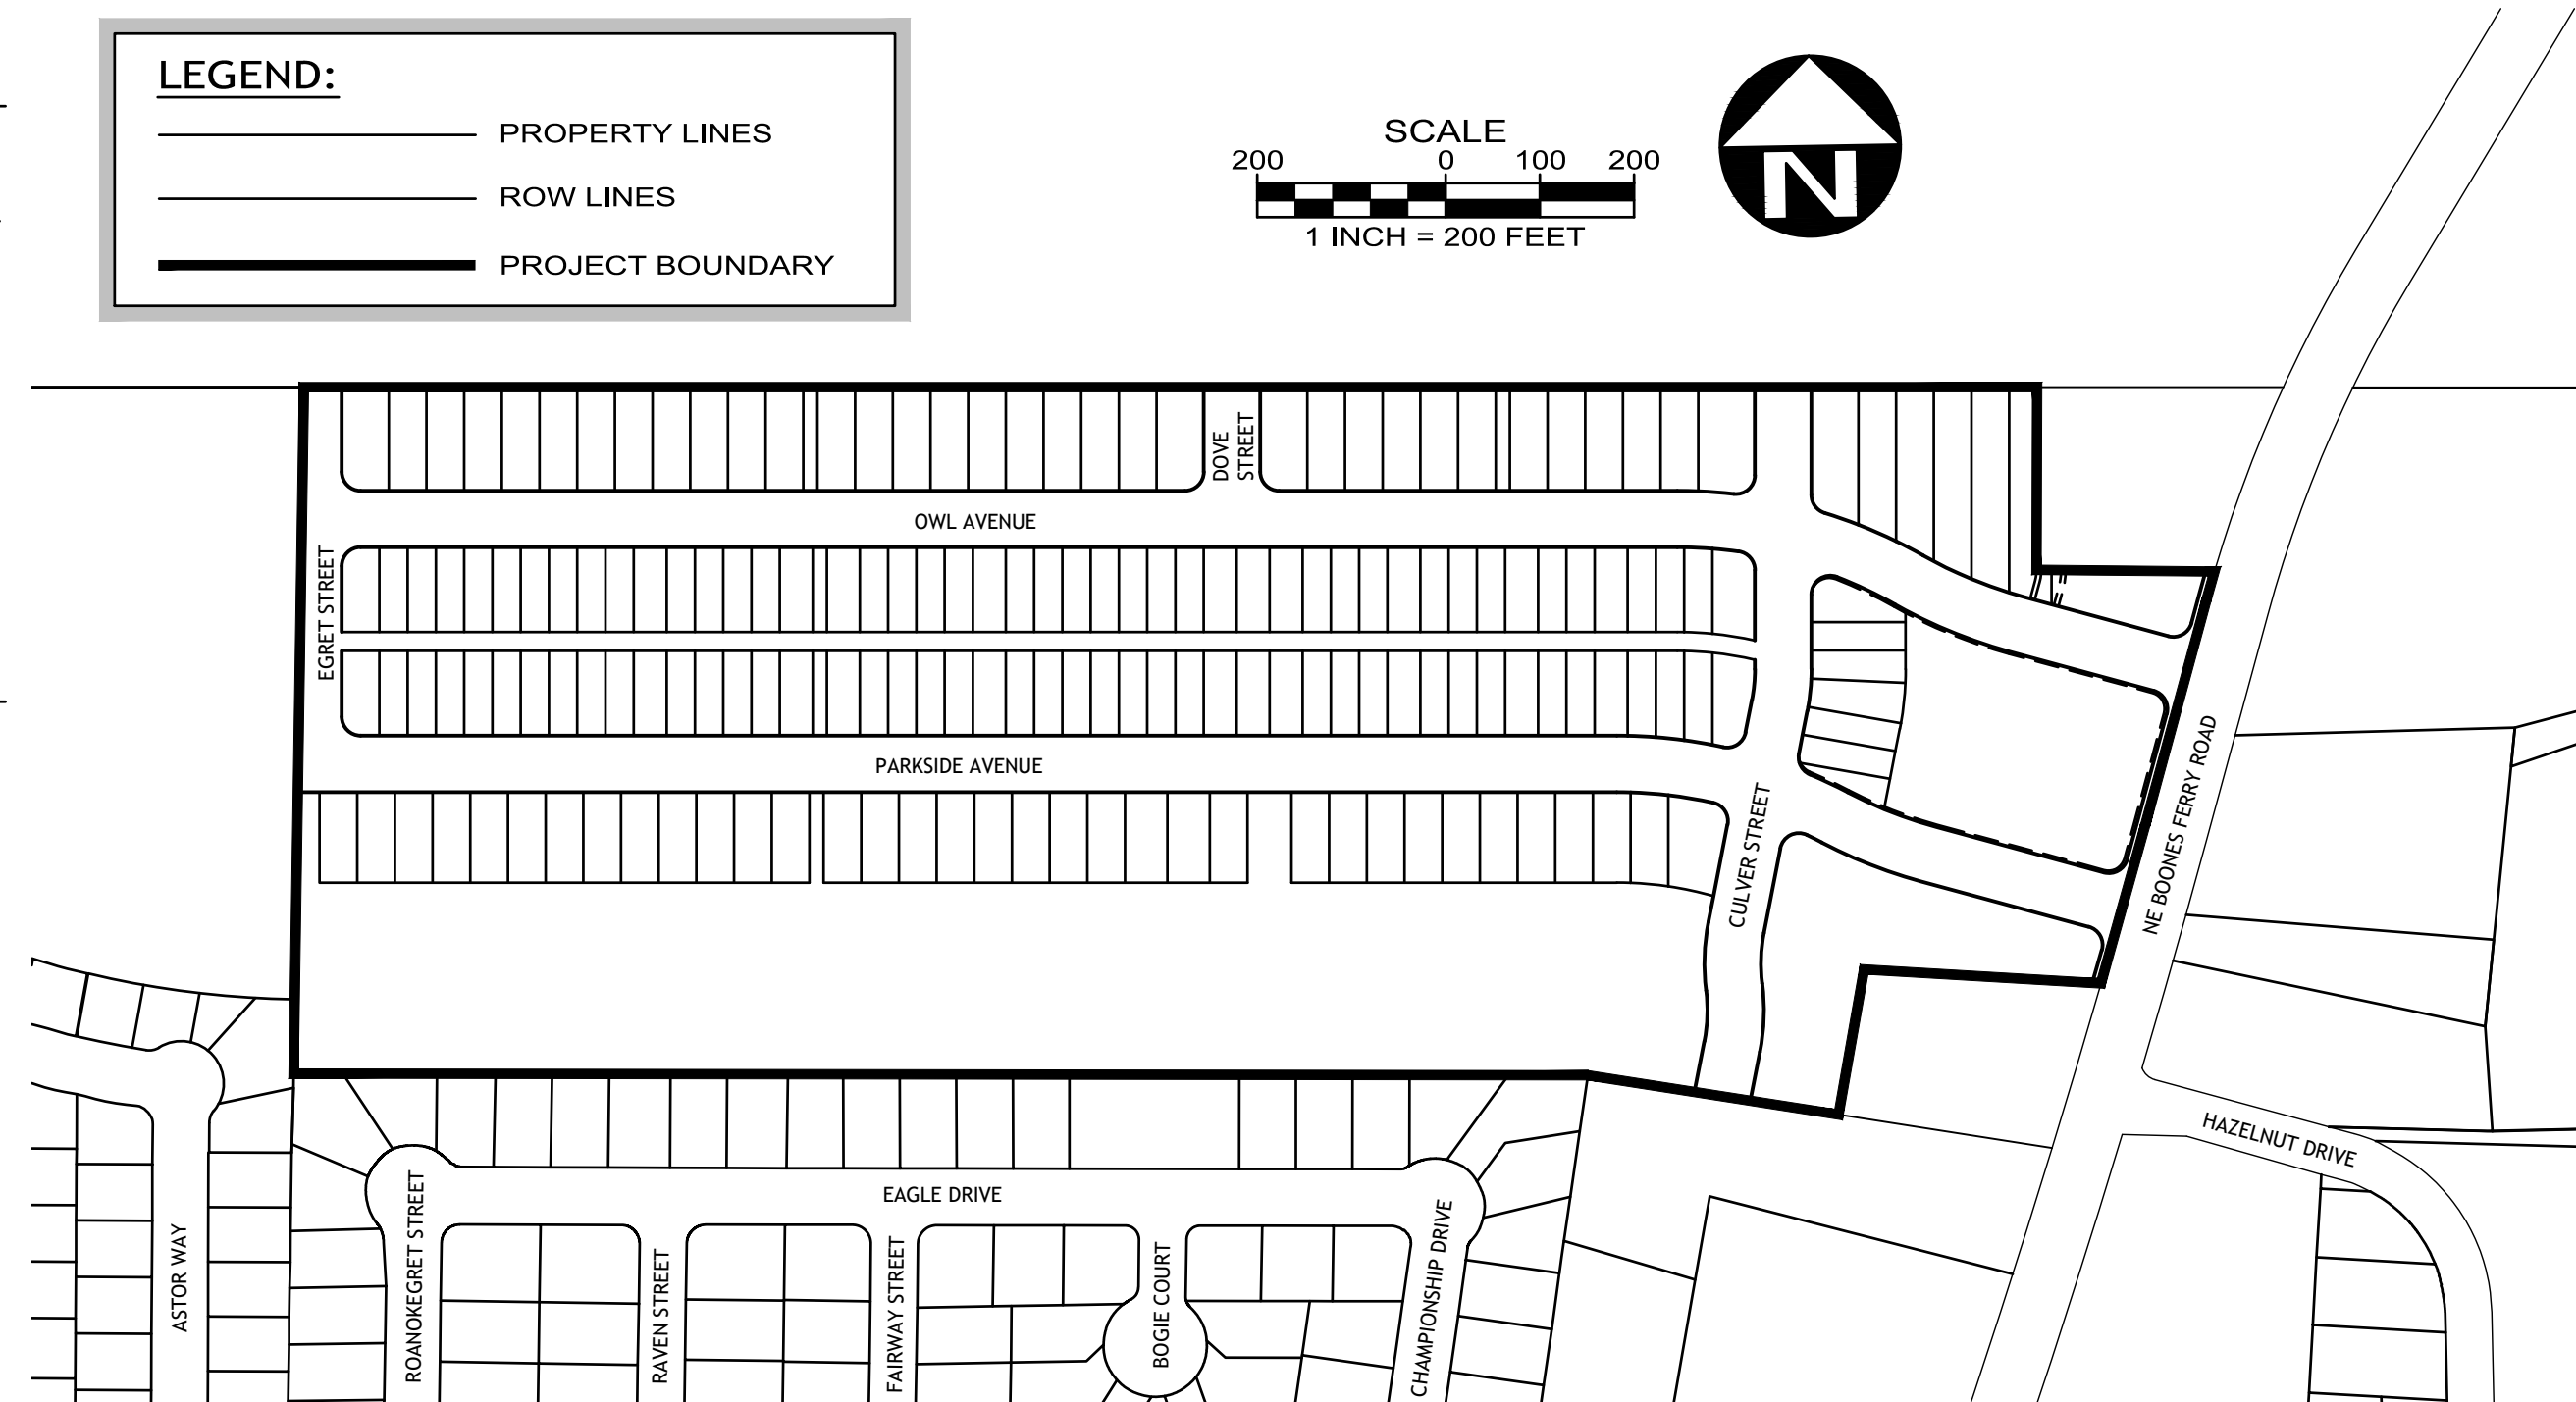 LEGEND:
PROPERTY LINES
ROW LINES
PROJECT BOUNDARY
SCALE
200 0 100 200
1 INCH = 200 FEET
N
DOVE
STREET
OWL AVENUE
EGRET STREET
PARKSIDE AVENUE
CULVER STREET
NE BOONES FERRY ROAD
HAZELNUT DRIVE
EAGLE DRIVE
ASTOR WAY
ROANOKEGRET STREET
RAVEN STREET
FAIRWAY STREET
BOGIE COURT
CHAMPIONSHIP DRIVE